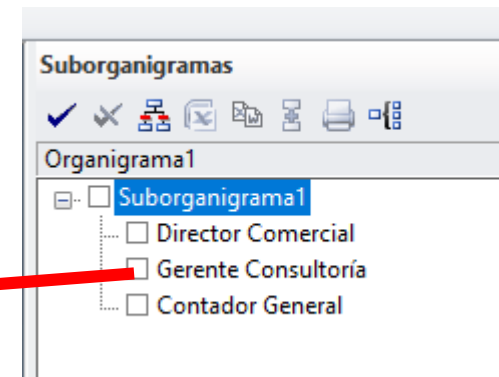 Suborganigramas
Organigrama1
Suborganigrama1
Director Comercial
Gerente Consultoría
Contador General